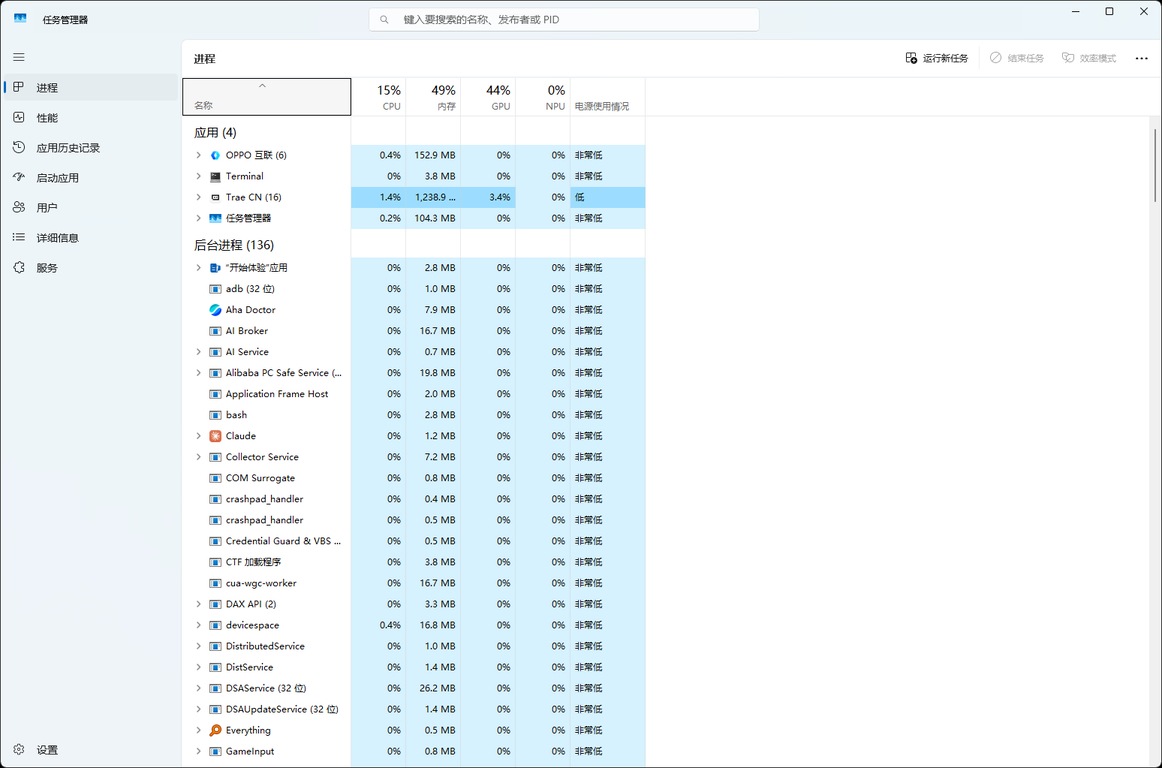 任务管理器
键入要搜索的名称、发布者或 PID
进程
运行新任务 结束任务 效率模式
进程
性能
应用历史记录
启动应用
用户
详细信息
服务
设置
15% 49% 44% 0%
名称 CPU 内存 GPU NPU 电源使用情况
应用 (4)
OPPO 互联 (6) 0.4% 152.9 MB 0% 0% 非常低
Terminal 0% 3.8 MB 0% 0% 非常低
Trae CN (16) 1.4% 1,238.9 ... 3.4% 0% 低
任务管理器 0.2% 104.3 MB 0% 0% 非常低
后台进程 (136)
"开始体验"应用 0% 2.8 MB 0% 0% 非常低
adb (32 位) 0% 1.0 MB 0% 0% 非常低
Aha Doctor 0% 7.9 MB 0% 0% 非常低
AI Broker 0% 16.7 MB 0% 0% 非常低
AI Service 0% 0.7 MB 0% 0% 非常低
Alibaba PC Safe Service (... 0% 19.8 MB 0% 0% 非常低
Application Frame Host 0% 2.0 MB 0% 0% 非常低
bash 0% 2.8 MB 0% 0% 非常低
Claude 0% 1.2 MB 0% 0% 非常低
Collector Service 0% 7.2 MB 0% 0% 非常低
COM Surrogate 0% 0.8 MB 0% 0% 非常低
crashpad_handler 0% 0.4 MB 0% 0% 非常低
crashpad_handler 0% 0.5 MB 0% 0% 非常低
Credential Guard & VBS ... 0% 0.5 MB 0% 0% 非常低
CTF 加载程序 0% 3.8 MB 0% 0% 非常低
cua-wgc-worker 0% 16.7 MB 0% 0% 非常低
DAX API (2) 0% 3.3 MB 0% 0% 非常低
devicespace 0.4% 16.8 MB 0% 0% 非常低
DistributedService 0% 1.0 MB 0% 0% 非常低
DistService 0% 1.4 MB 0% 0% 非常低
DSAService (32 位) 0% 26.2 MB 0% 0% 非常低
DSAUpdateService (32 位) 0% 1.4 MB 0% 0% 非常低
Everything 0% 0.5 MB 0% 0% 非常低
GameInput 0% 0.8 MB 0% 0% 非常低